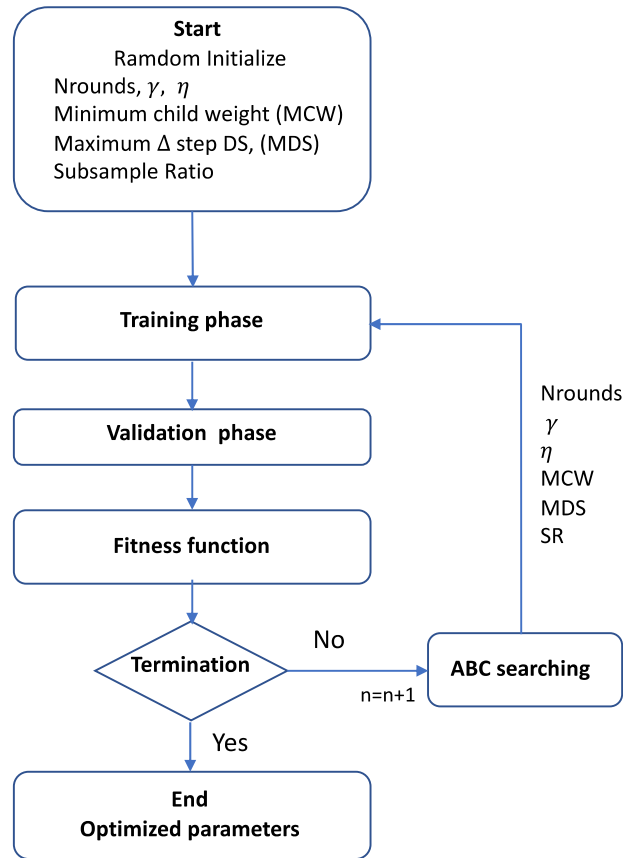 Start
Ramdom Initialize
Nrounds, γ, η
Minimum child weight (MCW)
Maximum Δ step DS, (MDS)
Subsample Ratio
Training phase
Validation phase
Fitness function
Termination
No
n=n+1
ABC searching
Nrounds
γ
η
MCW
MDS
SR
Yes
End
Optimized parameters